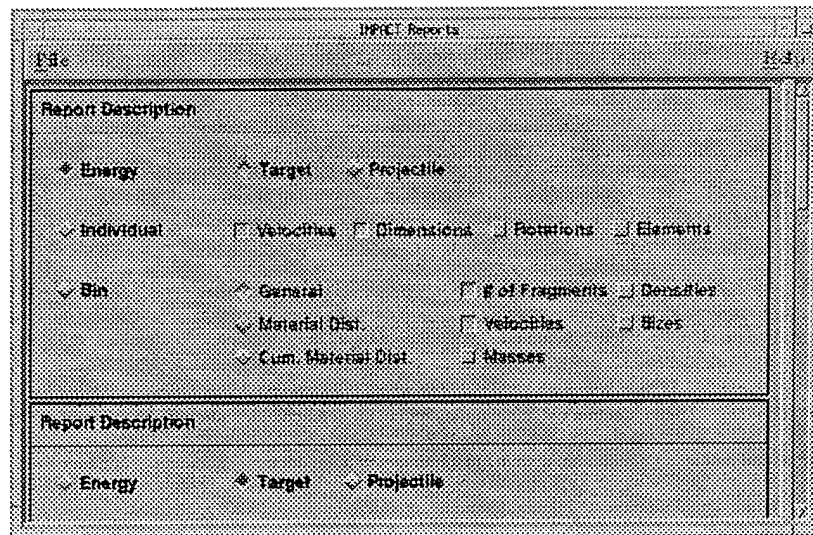 IMPACT Reports
File Help
Report Description
Energy Target Projectile
Individual Velocities Dimensions Rotations Elements
Bin General # of Fragments Densities
Material Dist. Velocities Sizes
Cum. Material Dist Masses
Report Description
Energy Target Projectile